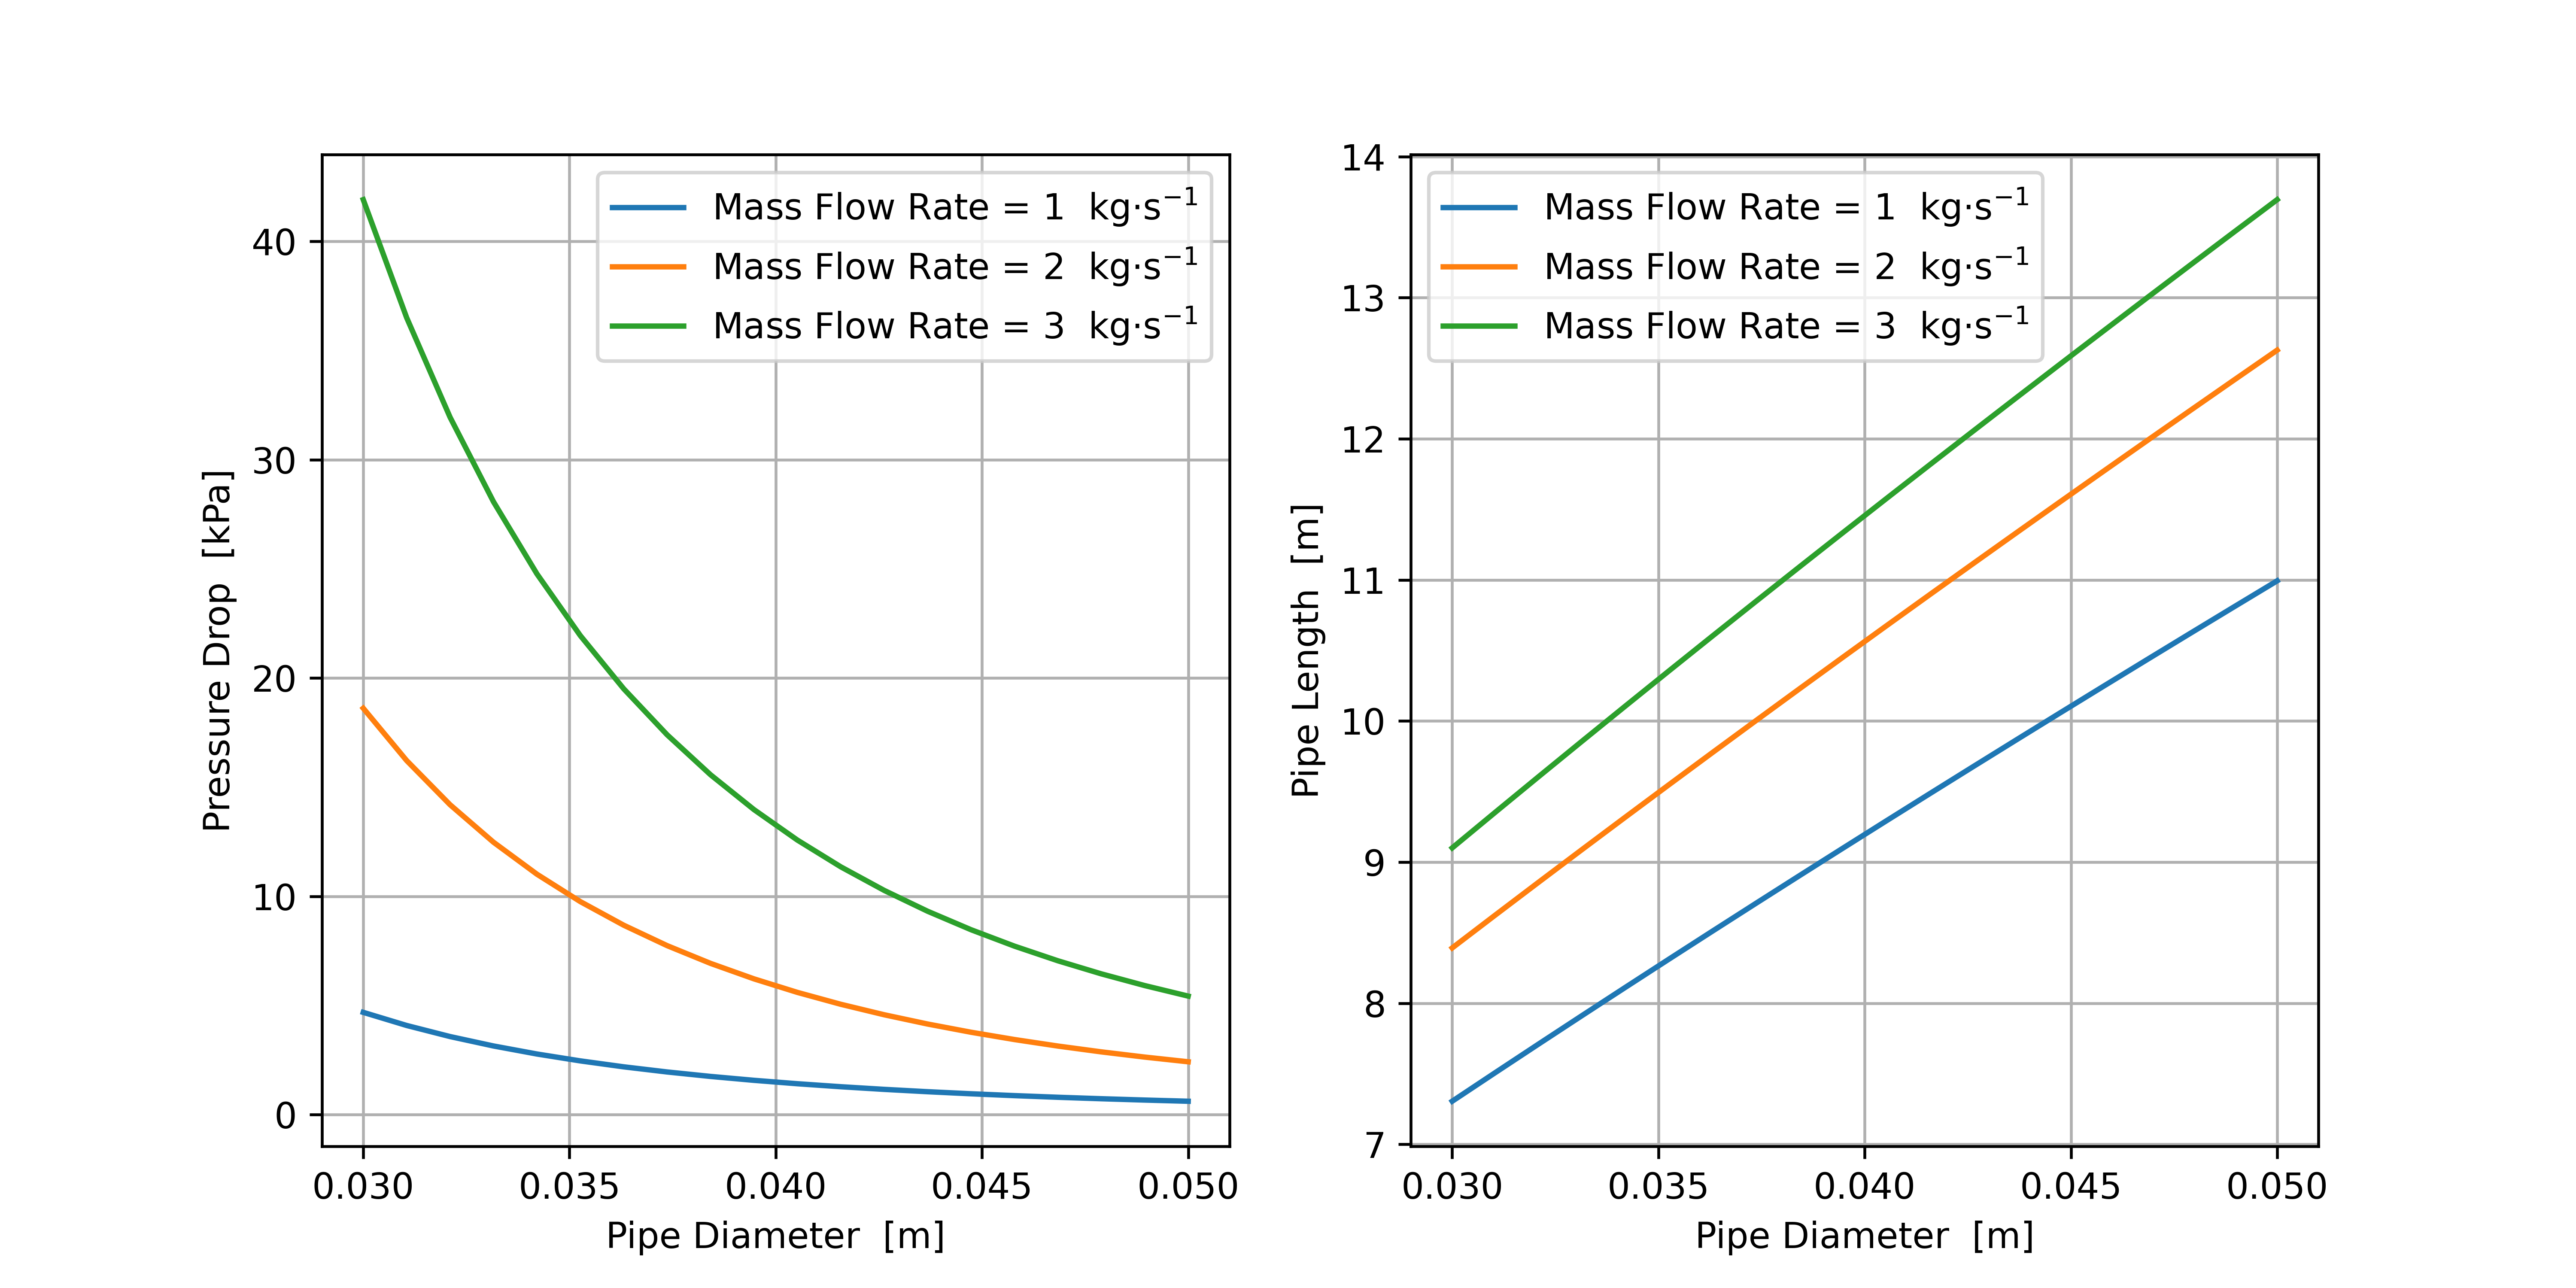 Mass Flow Rate = 1 kg·s⁻¹
Mass Flow Rate = 2 kg·s⁻¹
Mass Flow Rate = 3 kg·s⁻¹
40
30
20
10
0
Pressure Drop [kPa]
0.030 0.035 0.040 0.045 0.050
Pipe Diameter [m]
Mass Flow Rate = 1 kg·s⁻¹
Mass Flow Rate = 2 kg·s⁻¹
Mass Flow Rate = 3 kg·s⁻¹
14
13
12
11
10
9
8
7
Pipe Length [m]
0.030 0.035 0.040 0.045 0.050
Pipe Diameter [m]